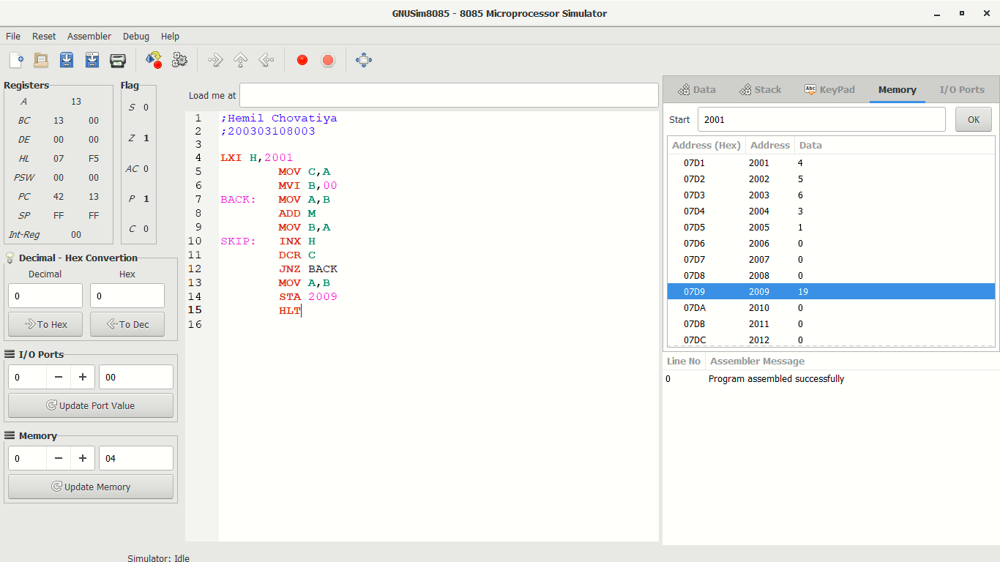 GNUSim8085 - 8085 Microprocessor Simulator
File Reset Assembler Debug Help
Registers
A 13
BC 13 00
DE 00 00
HL 07 F5
PSW 00 00
PC 42 13
SP FF FF
Int-Reg 00
Flag
S 0
Z 1
AC 0
P 1
C 0
Decimal - Hex Convertion
Decimal Hex
0 0
To Hex To Dec
I/O Ports
0 − + 00
Update Port Value
Memory
0 − + 04
Update Memory
Load me at
1 ;Hemil Chovatiya
2 ;200303108003
3
4 LXI H,2001
5 MOV C,A
6 MVI B,00
7 BACK: MOV A,B
8 ADD M
9 MOV B,A
10 SKIP: INX H
11 DCR C
12 JNZ BACK
13 MOV A,B
14 STA 2009
15 HLT
16
Data Stack Abc KeyPad Memory I/O Ports
Start 2001 OK
Address (Hex) Address Data
07D1 2001 4
07D2 2002 5
07D3 2003 6
07D4 2004 3
07D5 2005 1
07D6 2006 0
07D7 2007 0
07D8 2008 0
07D9 2009 19
07DA 2010 0
07DB 2011 0
07DC 2012 0
Line No Assembler Message
0 Program assembled successfully
Simulator: Idle